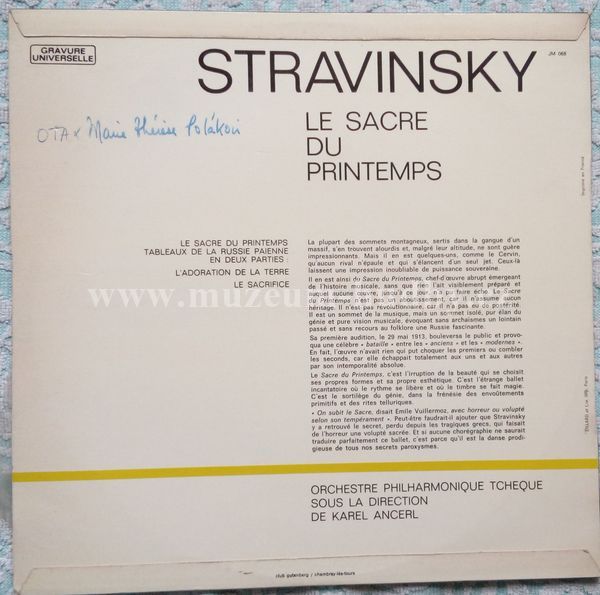 GRAVURE
UNIVERSELLE
STRAVINSKY
JM 068
OTA x Marie Thérèse Polákovi
LE SACRE
DU
PRINTEMPS
Imprimé en France
LE SACRE DU PRINTEMPS
TABLEAUX DE LA RUSSIE PAIENNE
EN DEUX PARTIES :
L'ADORATION DE LA TERRE
LE SACRIFICE
La plupart des sommets montagneux, sertis dans la gangue d'un
massif, s'en trouvent alourdis et, malgré leur altitude, ne sont guère
impressionnants. Mais il en est quelques-uns, comme le Cervin,
qu'aucun rival n'épaule et qui s'élancent d'un seul jet. Ceux-là
laissent une impression inoubliable de puissance souveraine.
Il en est ainsi du Sacre du Printemps, chef-d'œuvre abrupt émergeant
de l'histoire musicale, sans que ne l'ait visiblement préparé et
sans aucune œuvre, jusqu'à ce jour, n'a pu faire écho. Le Sacre
du Printemps n'est pas un aboutissement, car il n'assume aucun
héritage. Il n'est pas révolutionnaire, car il n'a pas eu de postérité.
Il est un sommet de la musique, mais un sommet isolé, pur élan du
génie et pure vision musicale, évoquant sans archaïsmes un lointain
passé et sans recours au folklore une Russie fascinante.
Sa première audition, le 29 mai 1913, bouleversa le public et provo-
qua une célèbre « bataille » entre les « anciens » et les « modernes ».
En fait, l'œuvre n'avait rien qui put choquer les premiers ou combler
les seconds, car elle échappait totalement aux uns et aux autres
par son intemporalité absolue.
Le Sacre du Printemps, c'est l'irruption de la beauté qui se choisit
ses propres formes et sa propre esthétique. C'est l'étrange ballet
incantatoire où le rythme se libère et où le timbre se fait magie.
C'est le sortilège du génie, dans la frénésie des envoûtements
primitifs et des rites telluriques.
« On subit le Sacre, disait Emile Vuillermoz, avec horreur ou volupté
selon son tempérament ». Peut-être faudrait-il ajouter que Stravinsky
y a retrouvé le secret, perdu depuis les tragiques grecs, qui faisait
de l'horreur une volupté sacrée. Et si aucune chorégraphie ne saurait
traduire parfaitement ce ballet, c'est parce qu'il est la danse prodi-
gieuse de tous nos secrets paroxysmes.
ORCHESTRE PHILHARMONIQUE TCHEQUE
SOUS LA DIRECTION
DE KAREL ANCERL
club gutenberg / chambray-lès-tours